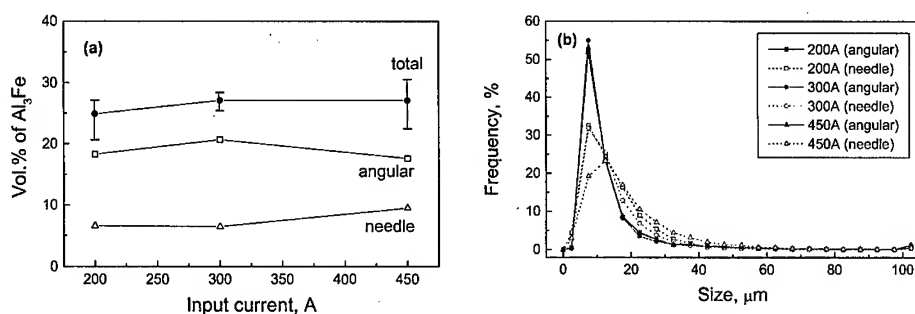 (a)
total
angular
needle
Vol.% of Al₃Fe
40
30
20
10
0
200
250
300
350
400
450
Input current, A
(b)
200A (angular)
200A (needle)
300A (angular)
300A (needle)
450A (angular)
450A (needle)
Frequency, %
60
50
40
30
20
10
0
0
20
40
60
80
100
Size, μm